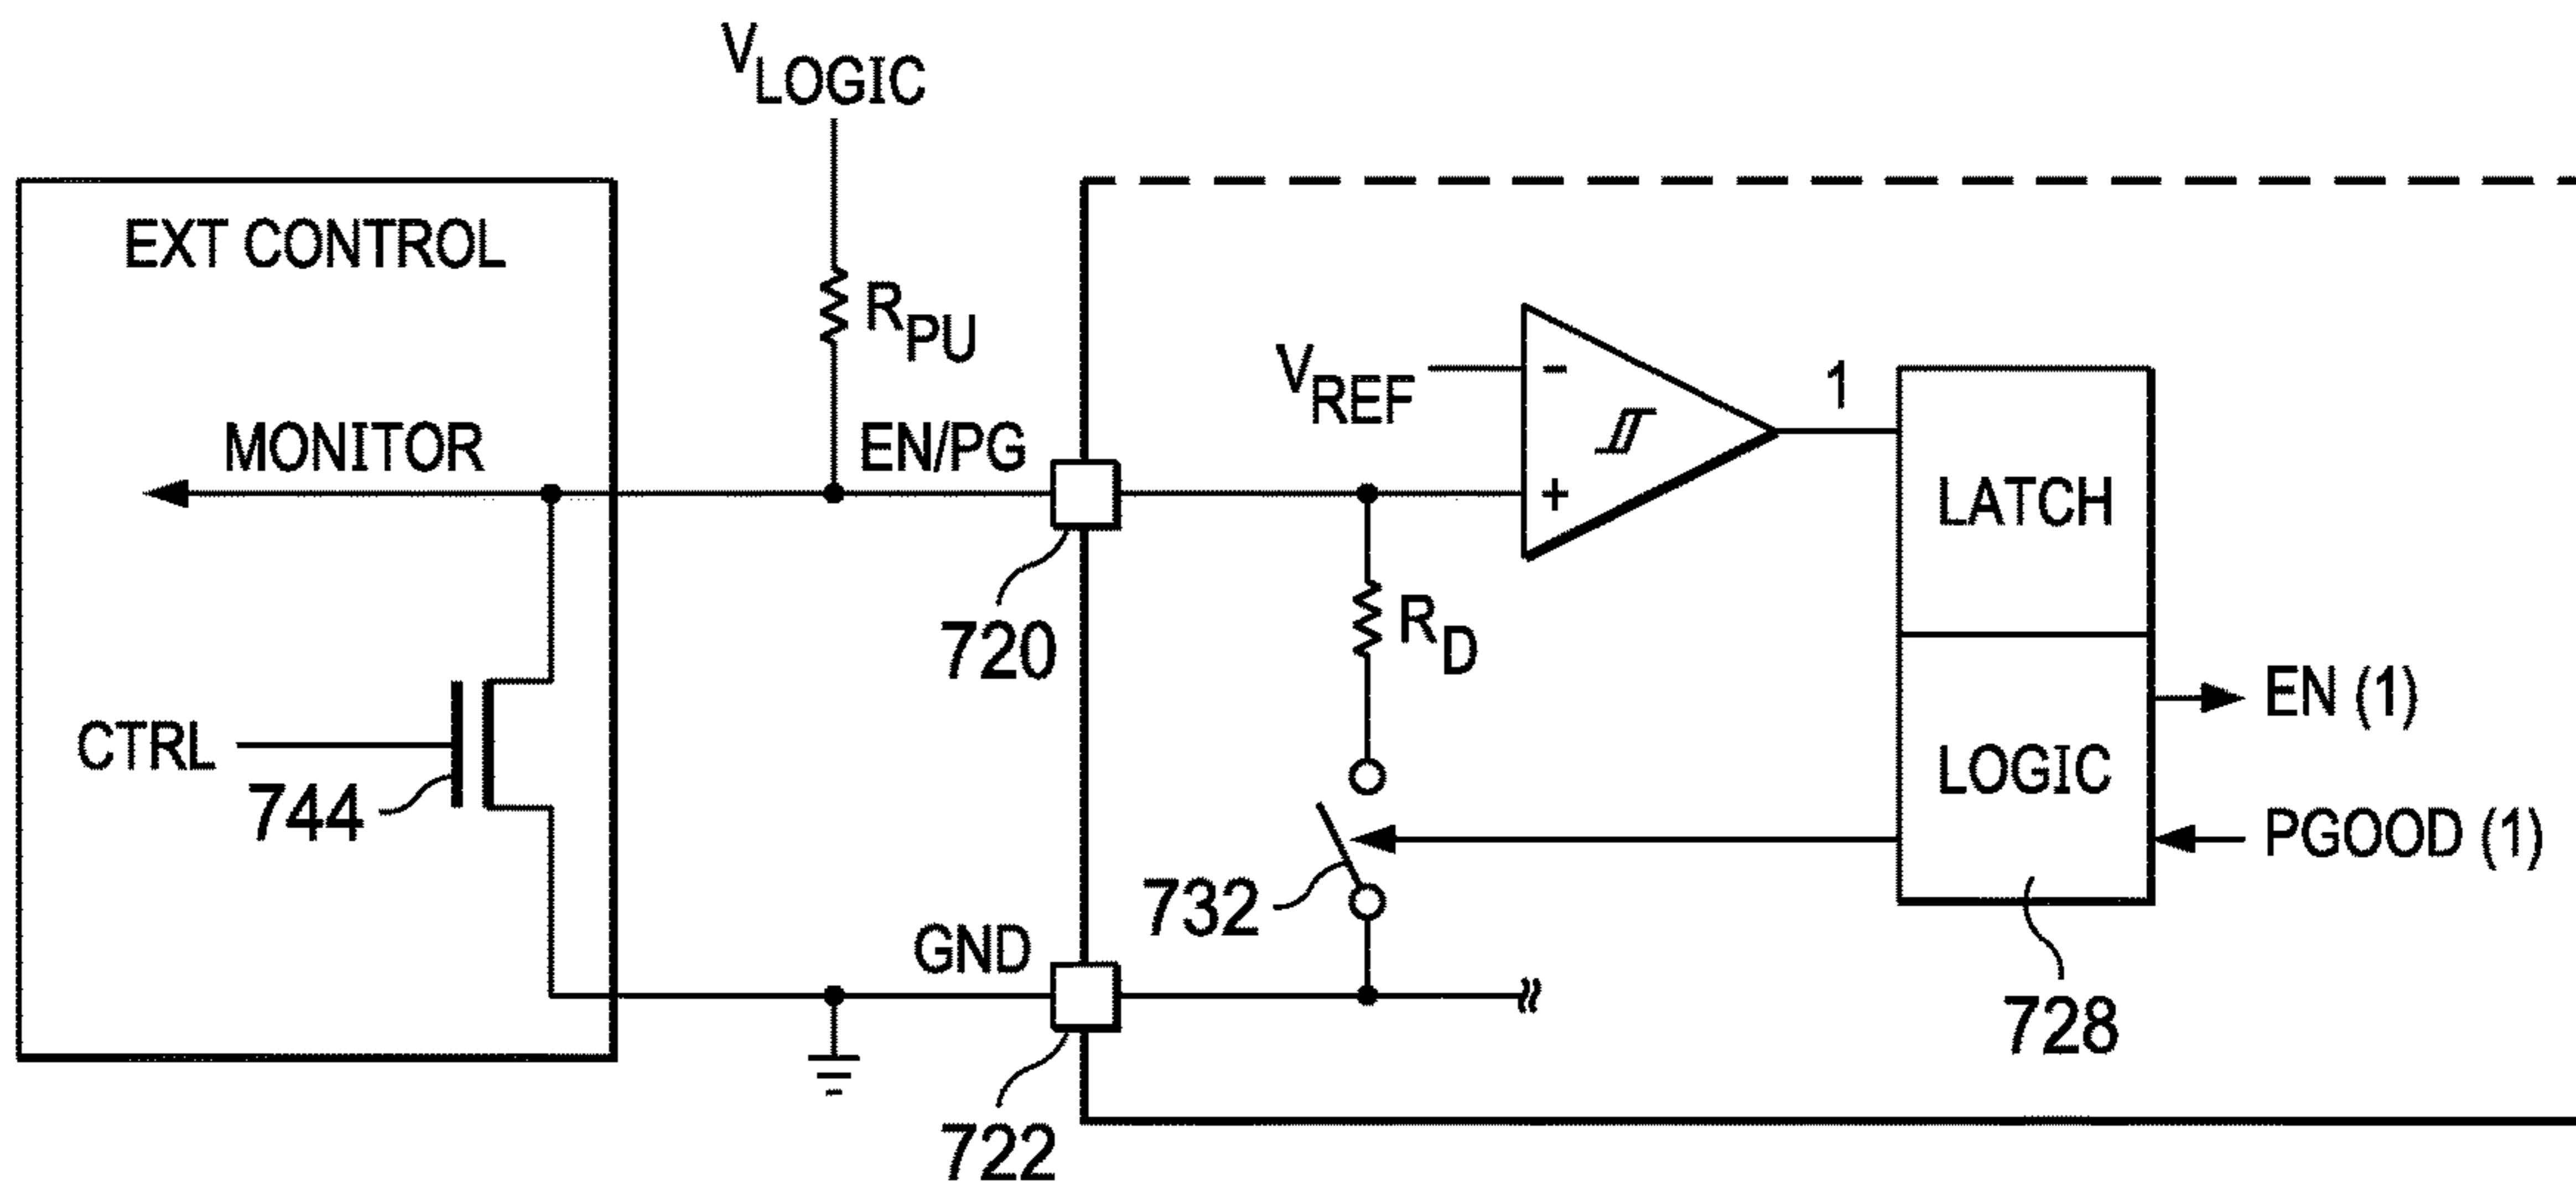 VLOGIC
EXT CONTROL
RPU
MONITOR
EN/PG
VREF
-
+
1
LATCH
720
RD
CTRL
744
LOGIC
EN (1)
PGOOD (1)
732
GND
728
722